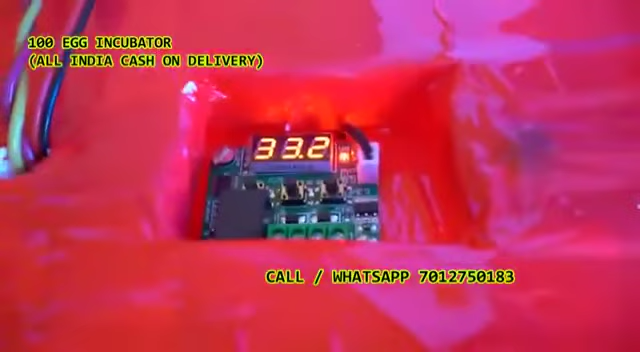 100 EGG INCUBATOR
(ALL INDIA CASH ON DELIVERY)
33.2
CALL / WHATSAPP 7012750183